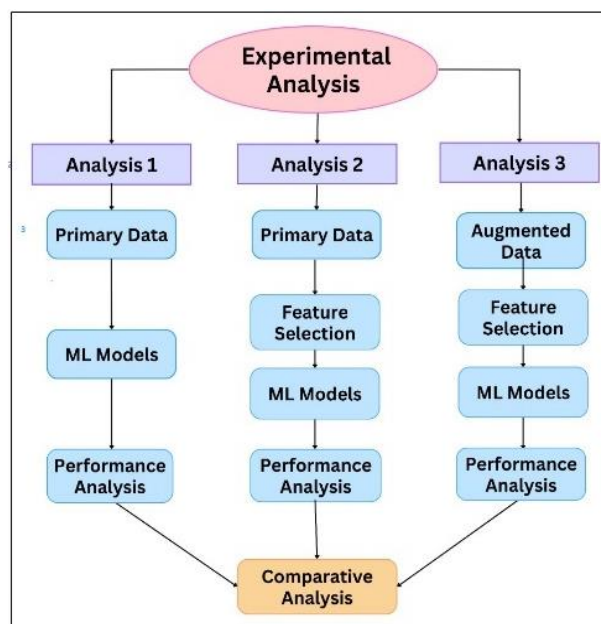 Experimental
Analysis
Analysis 1
Analysis 2
Analysis 3
Primary Data
Primary Data
Augmented
Data
Feature
Selection
Feature
Selection
ML Models
ML Models
ML Models
Performance
Analysis
Performance
Analysis
Performance
Analysis
Comparative
Analysis